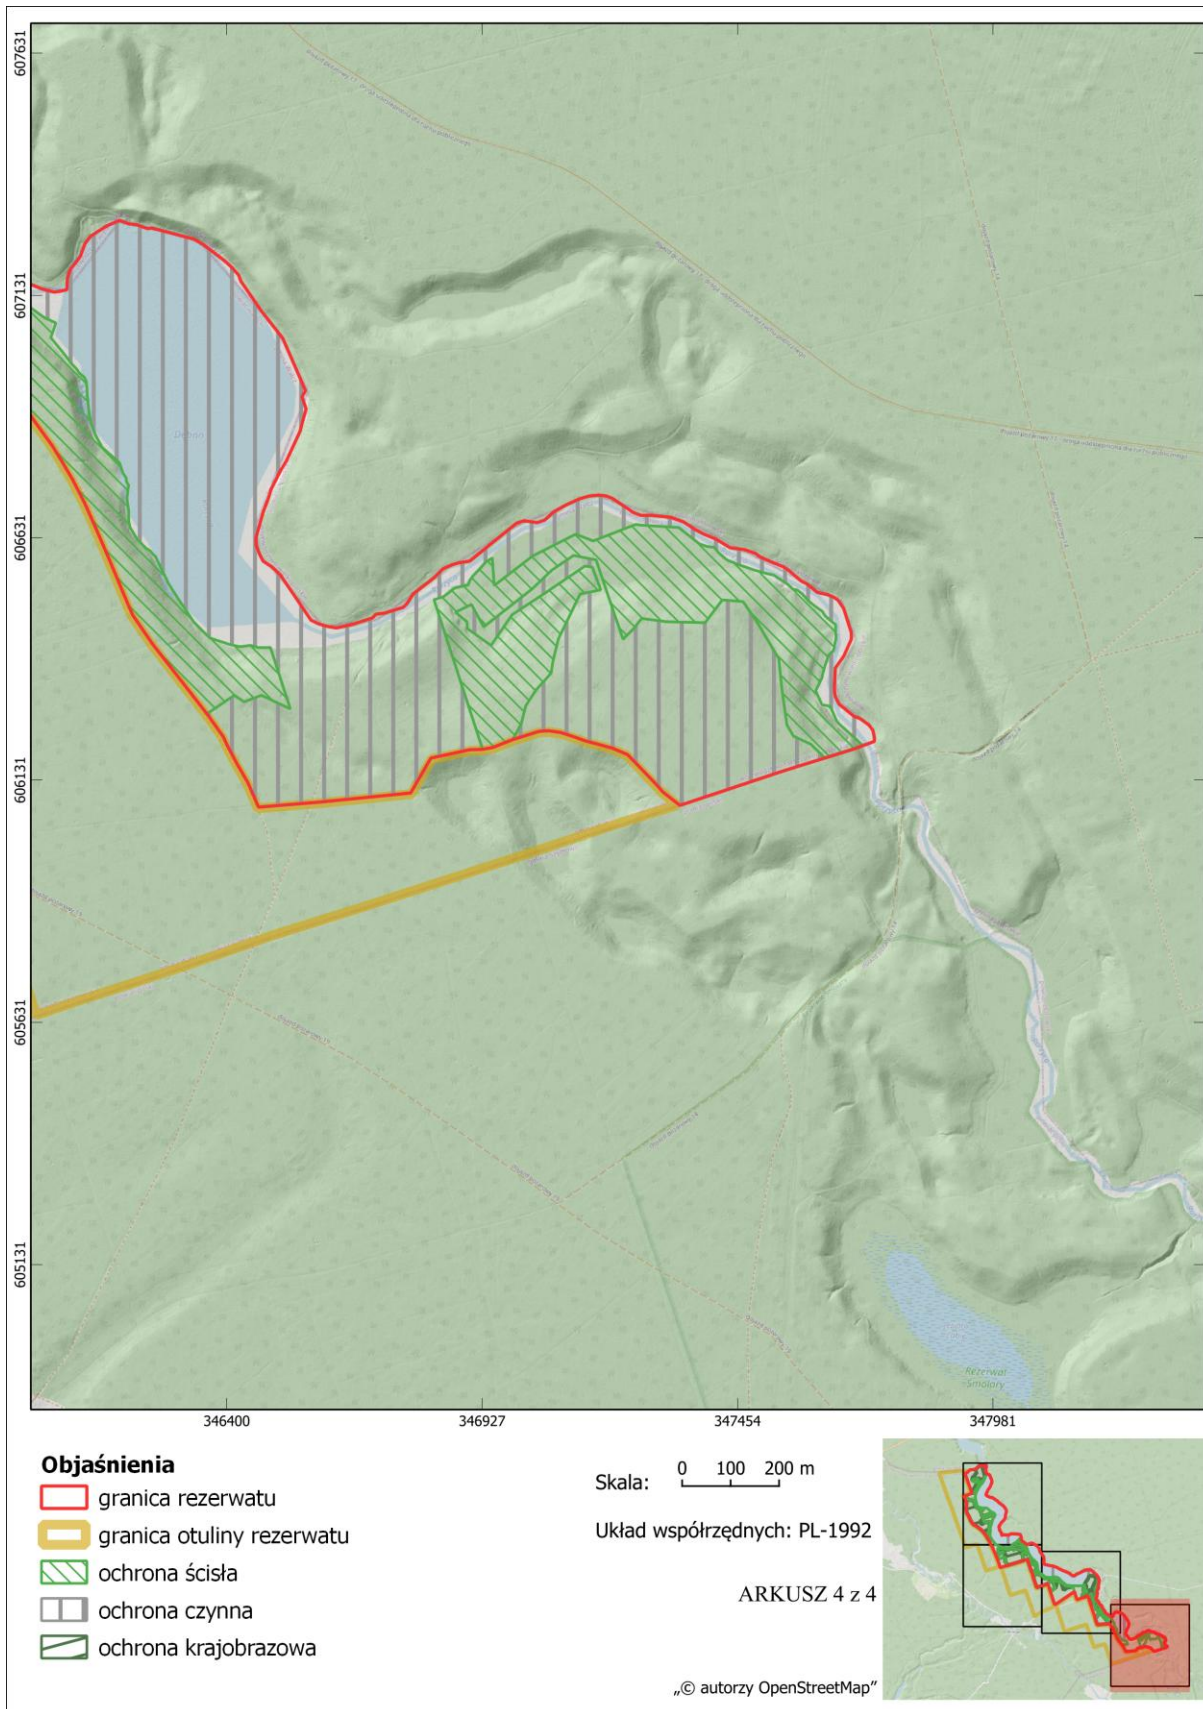 607631
607131
606631
606131
605631
605131
346400
346927
347454
347981
Rezerwat
Smolary
Objaśnienia
granica rezerwatu
granica otuliny rezerwatu
ochrona ścisła
ochrona czynna
ochrona krajobrazowa
Skala: 0 100 200 m
Układ współrzędnych: PL-1992
ARKUSZ 4 z 4
„© autorzy OpenStreetMap”